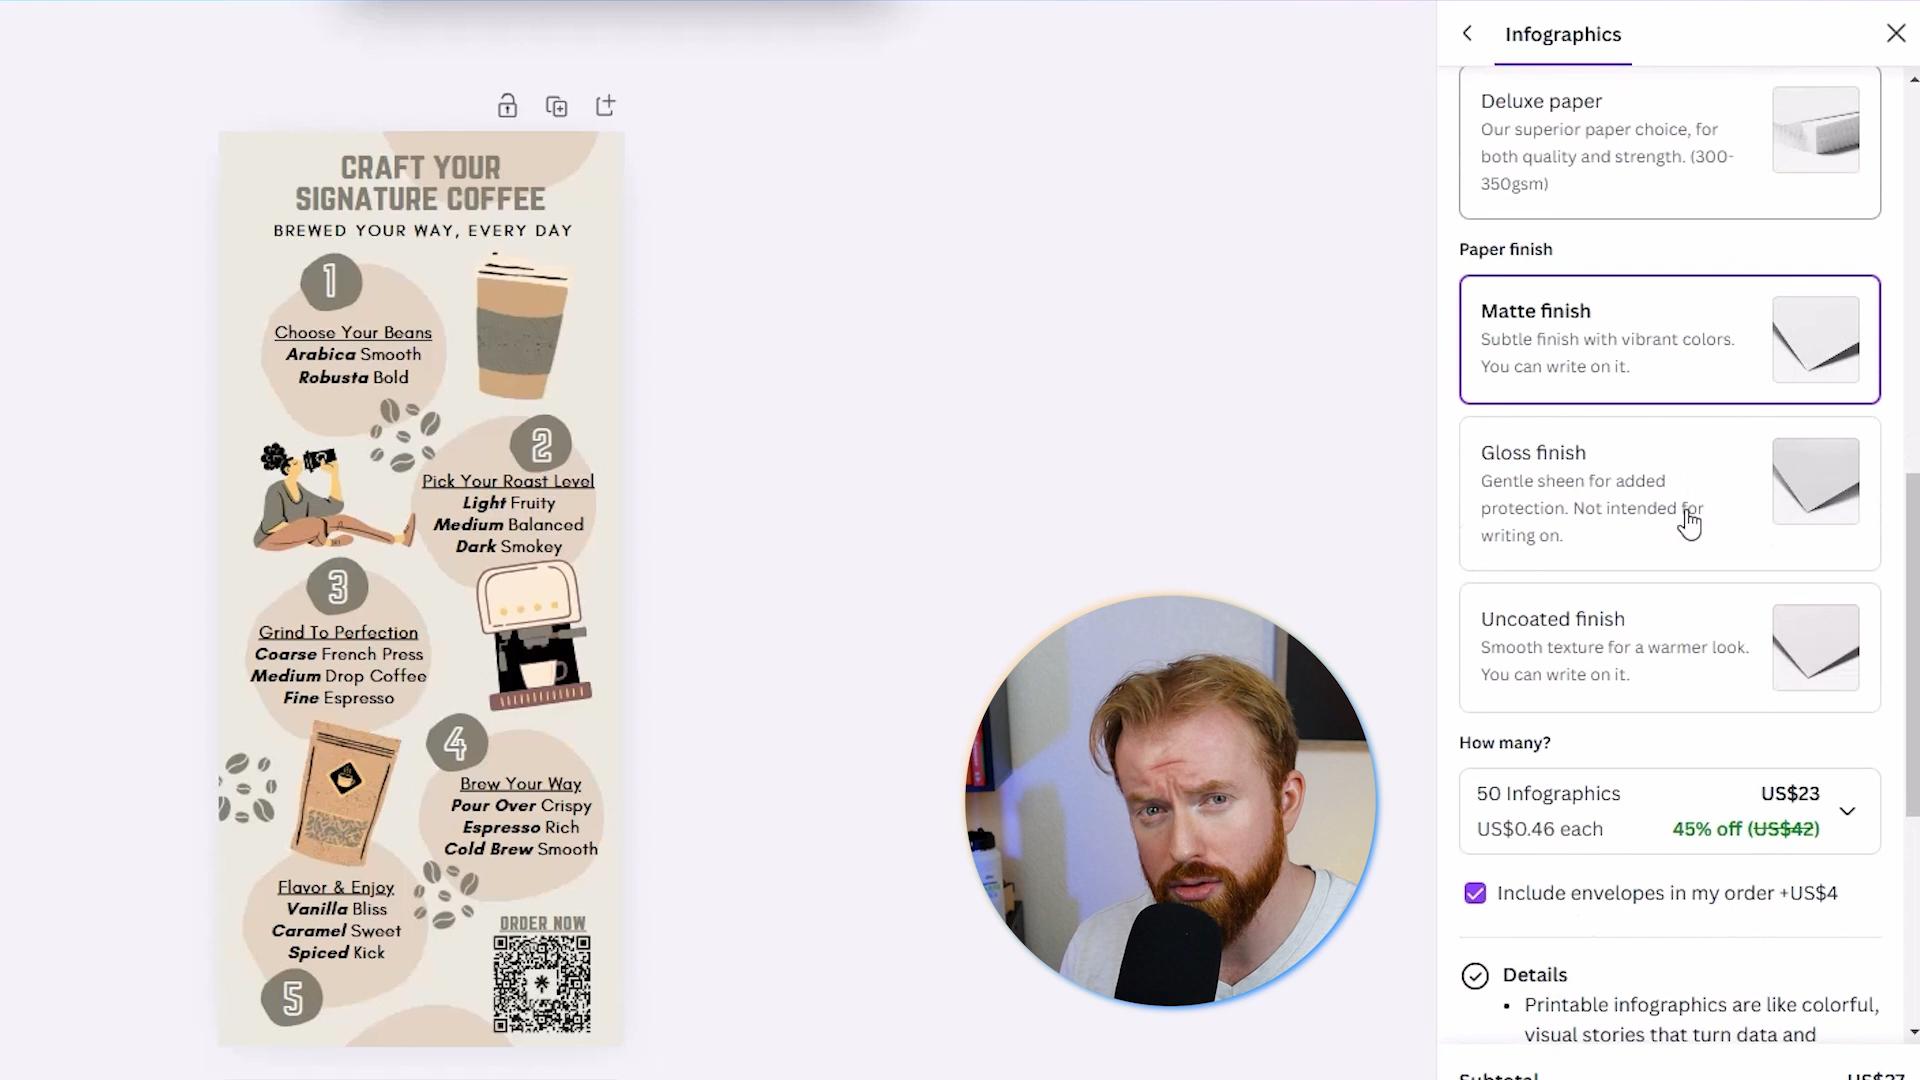 CRAFT YOUR
SIGNATURE COFFEE
BREWED YOUR WAY, EVERY DAY
1
Choose Your Beans
Arabica Smooth
Robusta Bold
2
Pick Your Roast Level
Light Fruity
Medium Balanced
Dark Smokey
3
Grind To Perfection
Coarse French Press
Medium Drop Coffee
Fine Espresso
4
Brew Your Way
Pour Over Crispy
Espresso Rich
Cold Brew Smooth
Flavor & Enjoy
Vanilla Bliss
Caramel Sweet
Spiced Kick
5
ORDER NOW
Infographics
Deluxe paper
Our superior paper choice, for
both quality and strength. (300-
350gsm)
Paper finish
Matte finish
Subtle finish with vibrant colors.
You can write on it.
Gloss finish
Gentle sheen for added
protection. Not intended for
writing on.
Uncoated finish
Smooth texture for a warmer look.
You can write on it.
How many?
50 Infographics US$23
US$0.46 each 45% off (US$42)
Include envelopes in my order +US$4
Details
• Printable infographics are like colorful,
visual stories that turn data and
Subtotal US$27